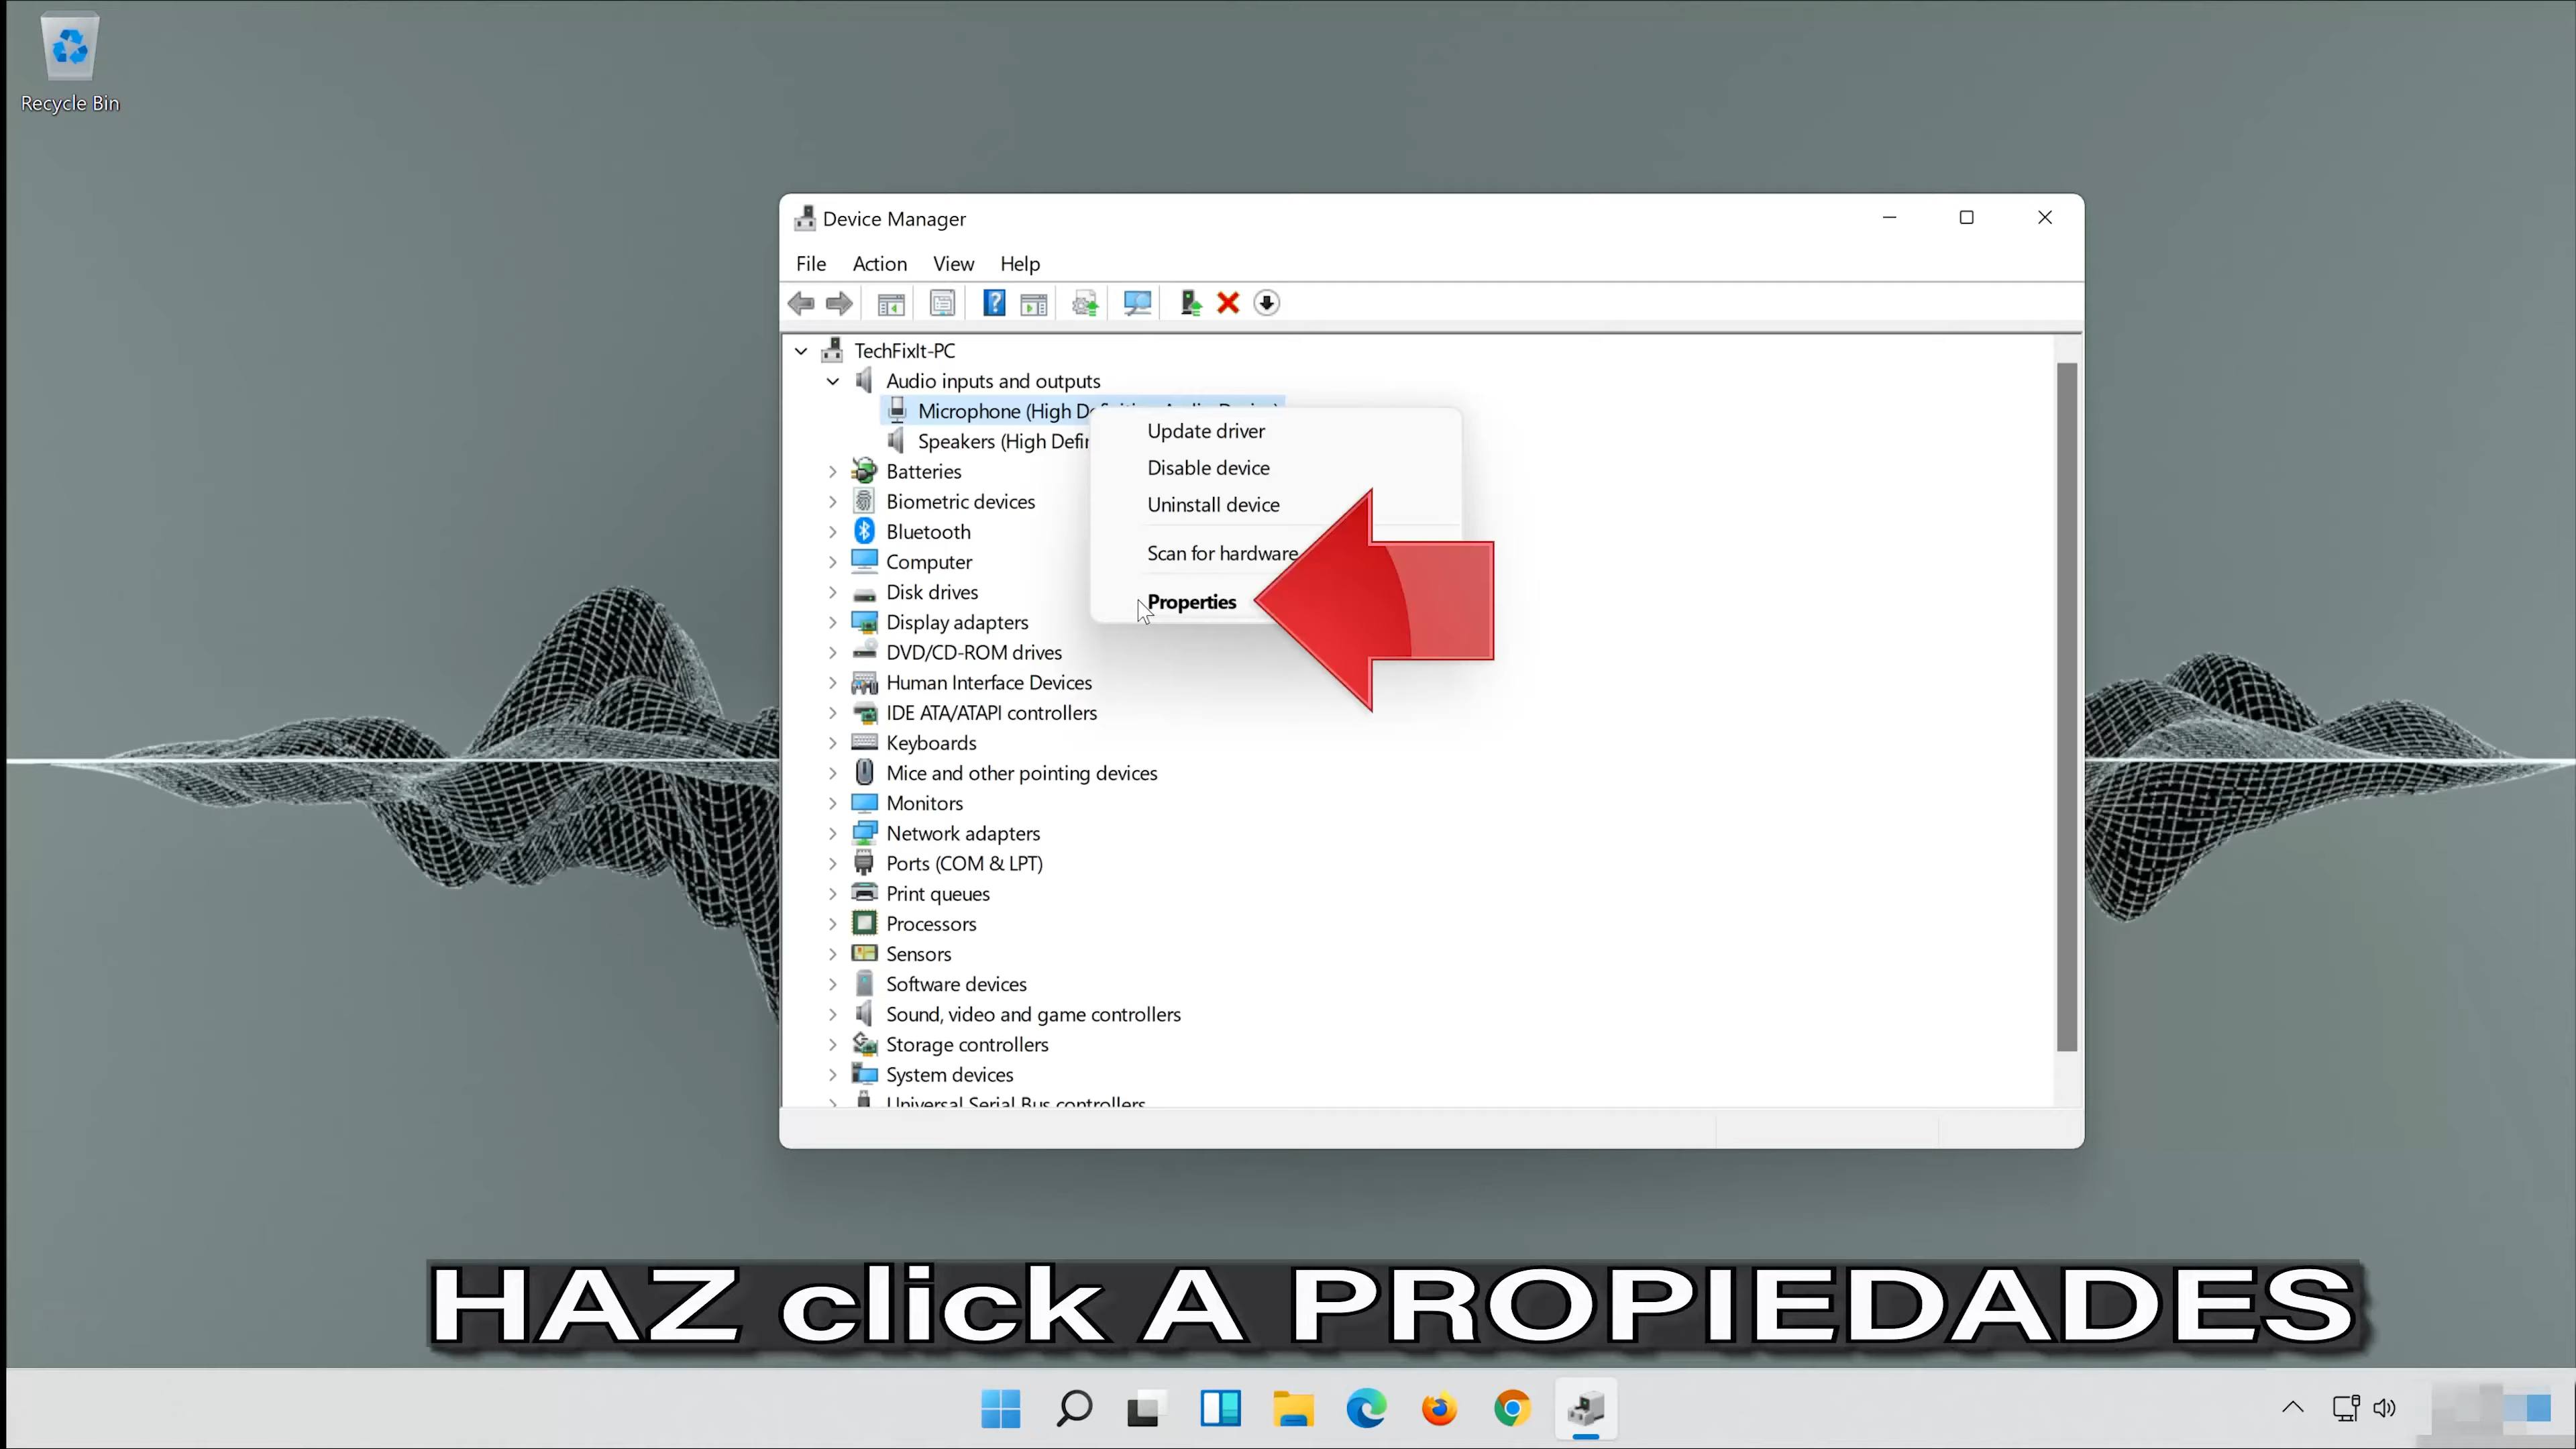 Recycle Bin
Device Manager
File Action View Help
TechFixIt-PC
Audio inputs and outputs
Microphone (High Definition Audio Device)
Speakers (High Defin
Update driver
Disable device
Uninstall device
Scan for hardware
Properties
Batteries
Biometric devices
Bluetooth
Computer
Disk drives
Display adapters
DVD/CD-ROM drives
Human Interface Devices
IDE ATA/ATAPI controllers
Keyboards
Mice and other pointing devices
Monitors
Network adapters
Ports (COM & LPT)
Print queues
Processors
Sensors
Software devices
Sound, video and game controllers
Storage controllers
System devices
Universal Serial Bus controllers
HAZ click A PROPIEDADES